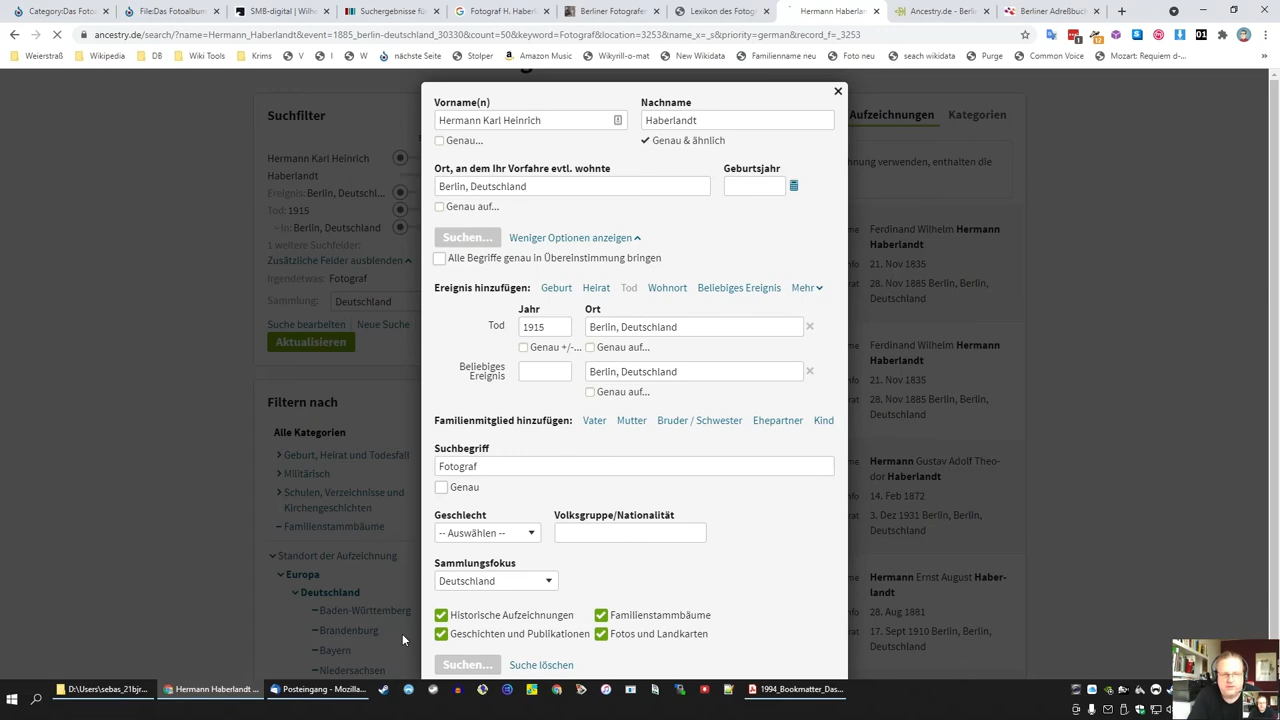 Category:Das Fotoa
File:Das Fotoalbum
SMB-digital | Wilhe
Suchergebnisse für
Fotograf H. Haberl
Berliner Fotografen
Lexikon des Fotogr
Hermann Haberland
Ancestry.de - Berlin
Berliner Adreßbuch
ancestry.de/search/?name=Hermann_Haberlandt&event=1885_berlin-deutschland_30330&count=50&keyword=Fotograf&location=3253&name_x=_s&priority=german&record_f=_3253
Weierstraß
Wikipedia
DB
Wiki Tools
Krims
V
I
W
nächste Seite
Stolper
Amazon Music
Wikyrill-o-mat
New Wikidata
Familienname neu
Foto neu
seach wikidata
Purge
Common Voice
Mozart: Requiem d-...
Suchfilter
Hermann Karl Heinrich
Haberlandt
Ereignis: Berlin, Deutschl...
Tod: 1915
– in: Berlin, Deutschland
1 weitere Suchfelder:
Zusätzliche Felder ausblenden
Irgendetwas: Fotograf
Sammlung: Deutschland
Suche bearbeiten Neue Suche
Aktualisieren
Filtern nach
Alle Kategorien
Geburt, Heirat und Todesfall
Militärisch
Schulen, Verzeichnisse und
Kirchengeschichten
Familienstammbäume
Standort der Aufzeichnung
Europa
Deutschland
Baden-Württemberg
Brandenburg
Bayern
Niedersachsen
Vorname(n) Nachname
Hermann Karl Heinrich Haberlandt
Genau... Genau & ähnlich
Ort, an dem Ihr Vorfahre evtl. wohnte Geburtsjahr
Berlin, Deutschland
Genau auf...
Suchen... Weniger Optionen anzeigen
Alle Begriffe genau in Übereinstimmung bringen
Ereignis hinzufügen: Geburt Heirat Tod Wohnort Beliebiges Ereignis Mehr
Jahr Ort
Tod 1915 Berlin, Deutschland
Genau +/-... Genau auf...
Beliebiges
Ereignis Berlin, Deutschland
Genau auf...
Familienmitglied hinzufügen: Vater Mutter Bruder / Schwester Ehepartner Kind
Suchbegriff
Fotograf
Genau
Geschlecht Volksgruppe/Nationalität
-- Auswählen --
Sammlungsfokus
Deutschland
Historische Aufzeichnungen Familienstammbäume
Geschichten und Publikationen Fotos und Landkarten
Suchen... Suche löschen
Aufzeichnungen Kategorien
hnung verwenden, enthalten die
Ferdinand Wilhelm Hermann
Haberlandt
21. Nov 1835
28. Nov 1885 Berlin, Berlin,
Deutschland
Ferdinand Wilhelm Hermann
Haberlandt
21. Nov 1835
28. Nov 1885 Berlin, Berlin,
Deutschland
Hermann Gustav Adolf Theo-
dor Haberlandt
14. Feb 1872
3. Dez 1931 Berlin, Berlin,
Deutschland
Hermann Ernst August Haber-
landt
28. Aug 1881
17. Sept 1910 Berlin, Berlin,
Deutschland
D:\Users\sebas_21bjr...
Hermann Haberlandt ...
Posteingang - Mozilla...
1994_Bookmatter_Das...